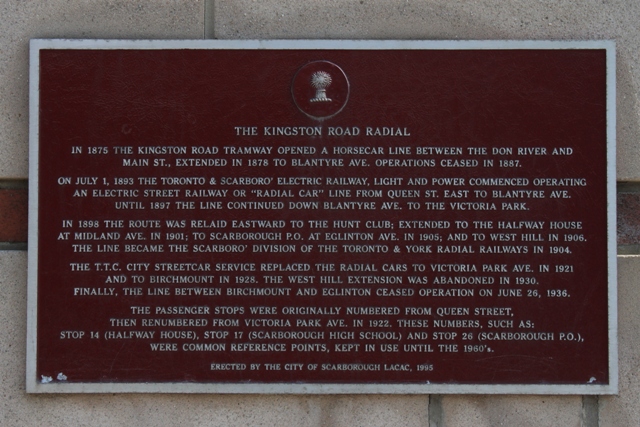 THE KINGSTON ROAD RADIAL
IN 1875 THE KINGSTON ROAD TRAMWAY OPENED A HORSECAR LINE BETWEEN THE DON RIVER AND
MAIN ST., EXTENDED IN 1878 TO BLANTYRE AVE. OPERATIONS CEASED IN 1887.
ON JULY 1, 1893 THE TORONTO & SCARBORO' ELECTRIC RAILWAY, LIGHT AND POWER COMMENCED OPERATING
AN ELECTRIC STREET RAILWAY OR "RADIAL CAR" LINE FROM QUEEN ST. EAST TO BLANTYRE AVE.
UNTIL 1897 THE LINE CONTINUED DOWN BLANTYRE AVE. TO THE VICTORIA PARK.
IN 1898 THE ROUTE WAS RELAID EASTWARD TO THE HUNT CLUB; EXTENDED TO THE HALFWAY HOUSE
AT MIDLAND AVE. IN 1901; TO SCARBORO P.O. AT EGLINTON AVE. IN 1905; AND TO WEST HILL IN 1906.
THE LINE BECAME THE SCARBORO' DIVISION OF THE TORONTO & YORK RADIAL RAILWAYS IN 1904.
THE T.T.C. CITY STREETCAR SERVICE REPLACED THE RADIAL CARS TO VICTORIA PARK AVE. IN 1921
AND TO BIRCHMOUNT IN 1928. THE WEST HILL EXTENSION WAS ABANDONED IN 1930.
FINALLY, THE LINE BETWEEN BIRCHMOUNT AND EGLINTON CEASED OPERATION ON JUNE 26, 1936.
THE PASSENGER STOPS WERE ORIGINALLY NUMBERED FROM QUEEN STREET,
THEN RENUMBERED FROM VICTORIA PARK AVE. IN 1922. THESE NUMBERS, SUCH AS:
STOP 14 (HALFWAY HOUSE), STOP 17 (SCARBOROUGH HIGH SCHOOL) AND STOP 26 (SCARBOROUGH P.O.),
WERE COMMON REFERENCE POINTS, KEPT IN USE UNTIL THE 1960's.
ERECTED BY THE CITY OF SCARBOROUGH LACAC, 1995